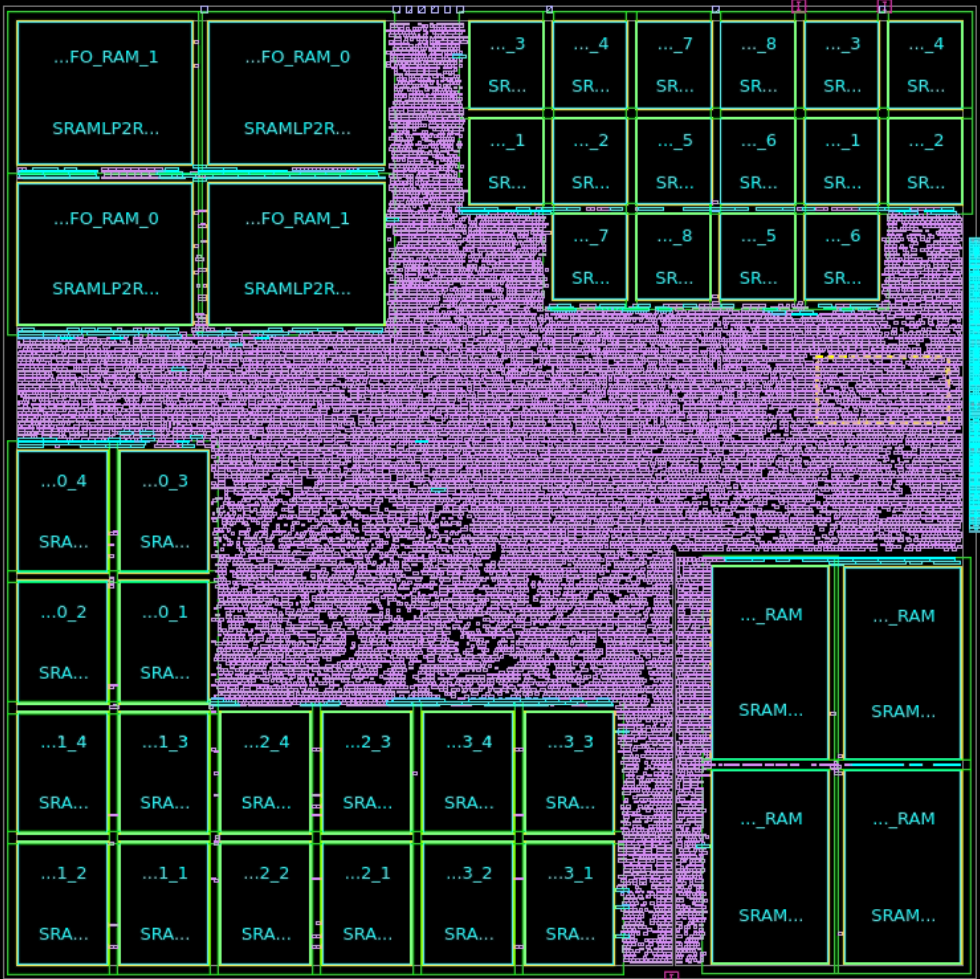 ...FO_RAM_1 ...FO_RAM_0 ..._3 ..._4 ..._7 ..._8 ..._3 ..._4
SRAMLP2R... SRAMLP2R... SR... SR... SR... SR... SR... SR...
..._1 ..._2 ..._5 ..._6 ..._1 ..._2
SR... SR... SR... SR... SR... SR...
...FO_RAM_0 ...FO_RAM_1 ..._7 ..._8 ..._5 ..._6
SRAMLP2R... SRAMLP2R... SR... SR... SR... SR...
...0_4 ...0_3
SRA... SRA...
...0_2 ...0_1 ..._RAM ..._RAM
SRA... SRA... SRAM... SRAM...
...1_4 ...1_3 ...2_4 ...2_3 ...3_4 ...3_3
SRA... SRA... SRA... SRA... SRA... SRA...
..._RAM ..._RAM
...1_2 ...1_1 ...2_2 ...2_1 ...3_2 ...3_1
SRA... SRA... SRA... SRA... SRA... SRA... SRAM... SRAM...